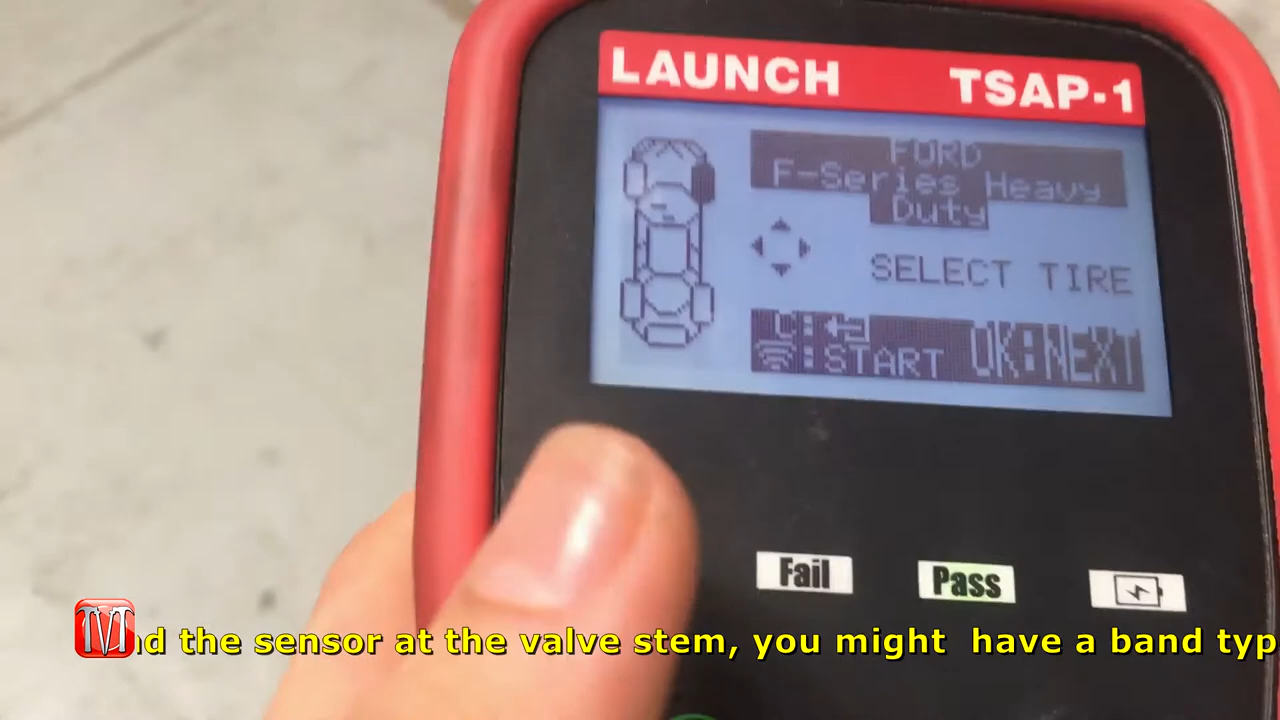 LAUNCH TSAP-1
FORD
F-Series Heavy
Duty
SELECT TIRE
:START OK:NEXT
Fail Pass
d the sensor at the valve stem, you might have a band typ